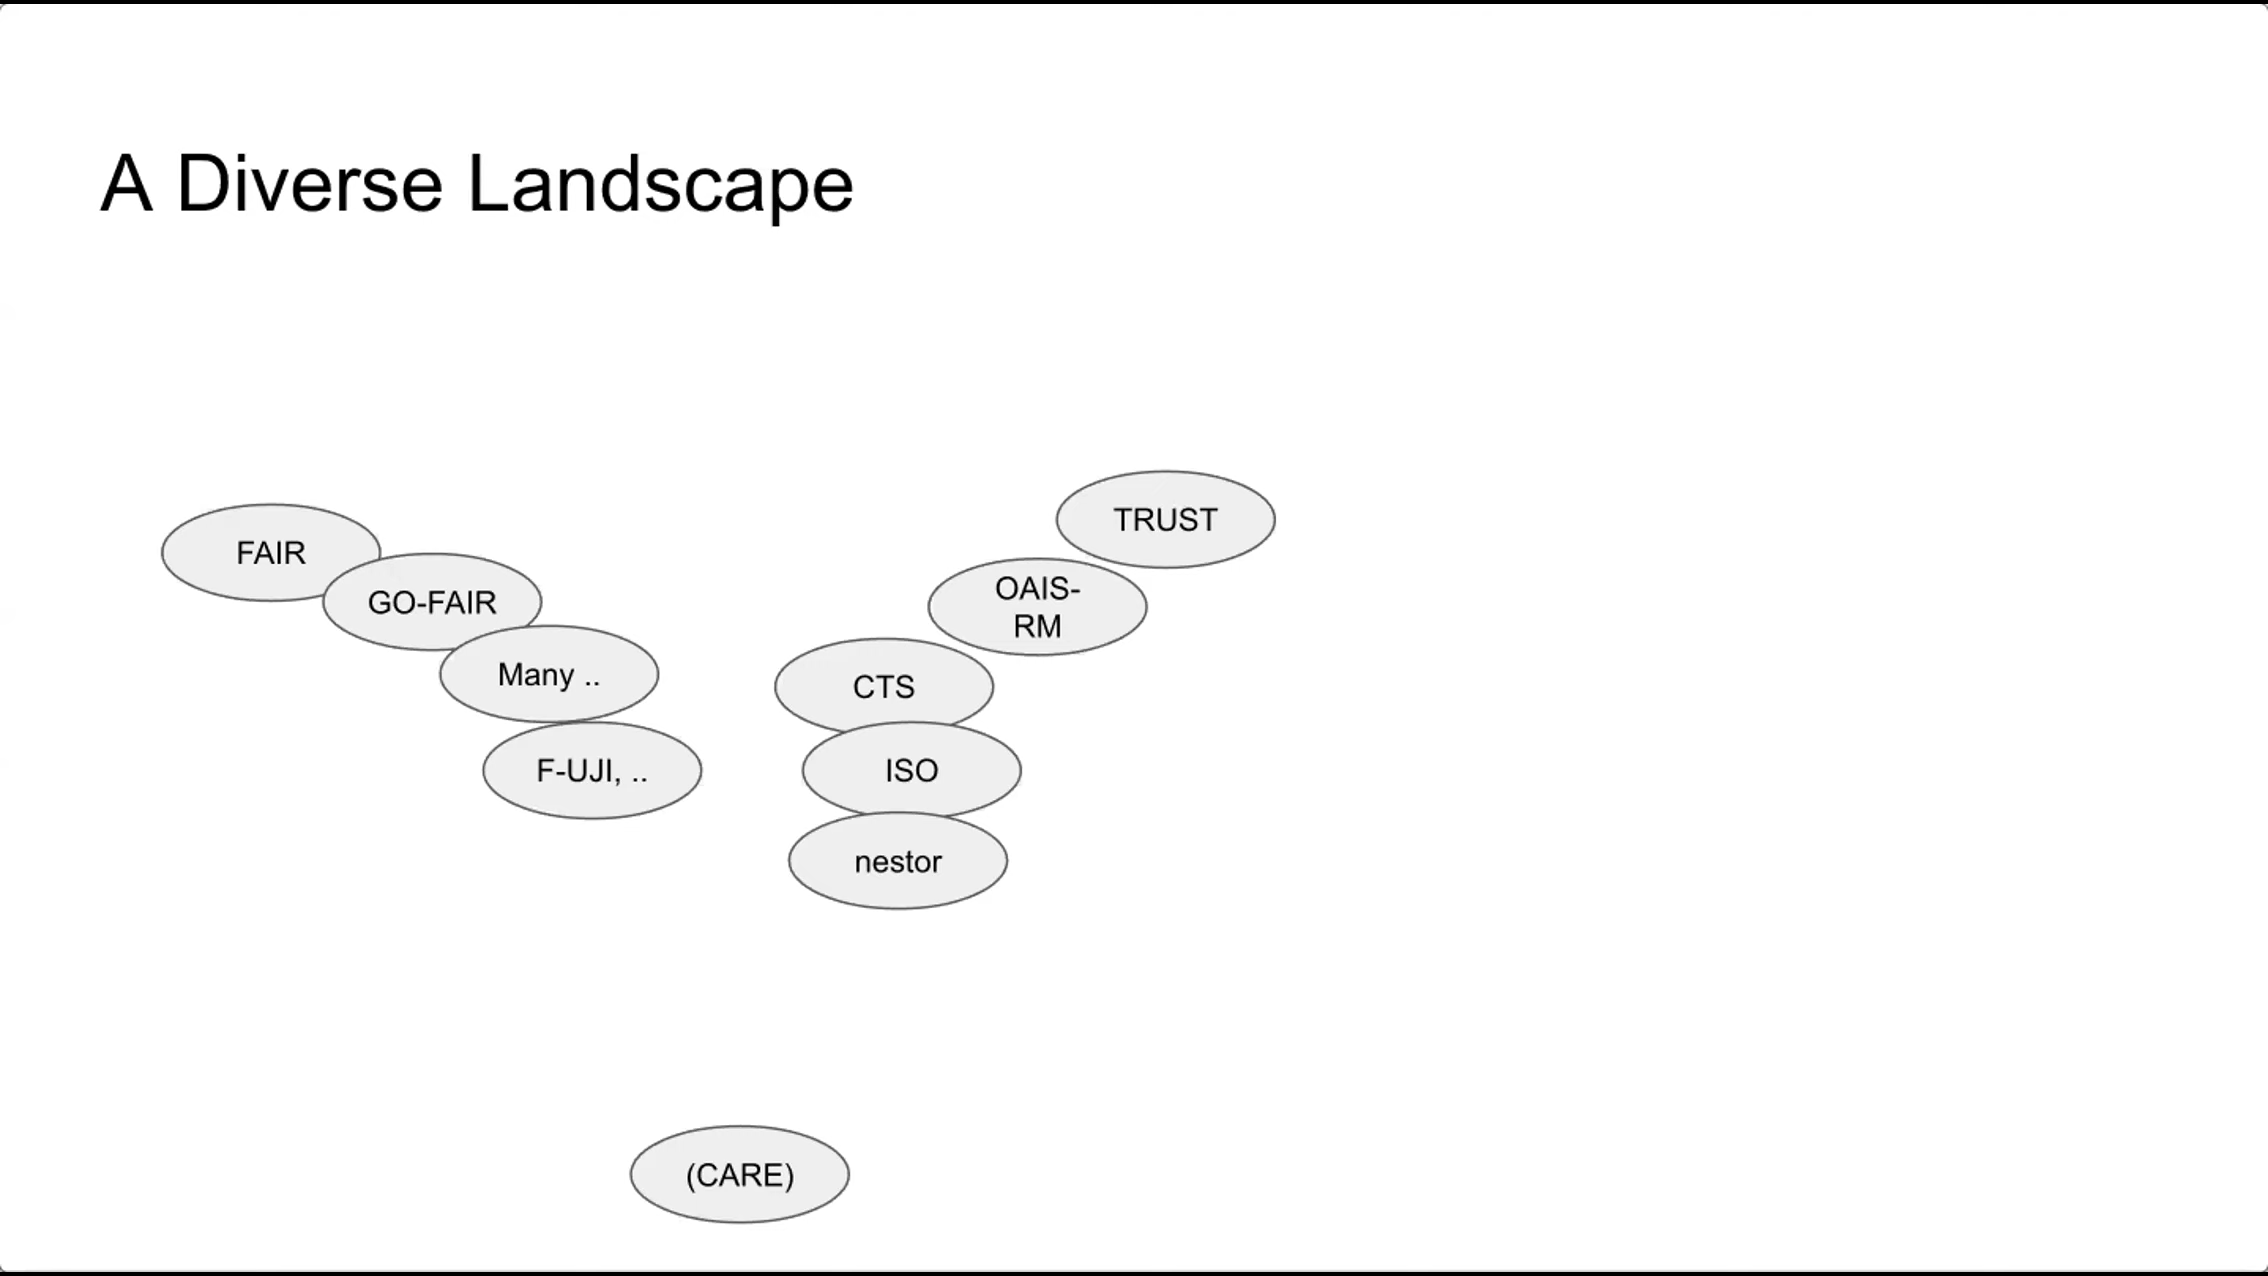 A Diverse Landscape
FAIR
GO-FAIR
Many ..
F-UJI, ..
TRUST
OAIS-
RM
CTS
ISO
nestor
(CARE)